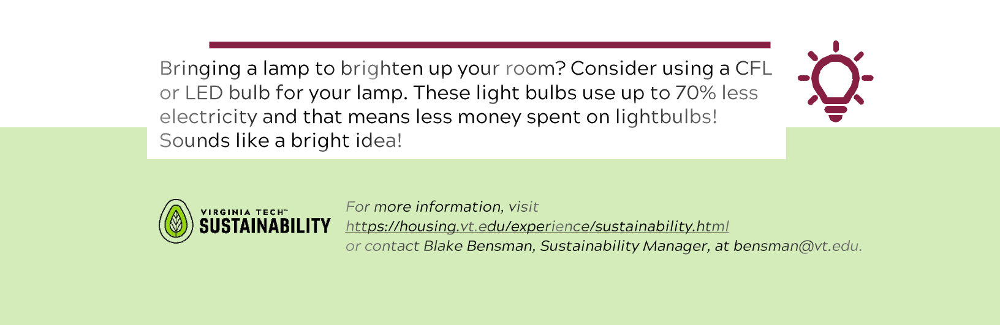 Bringing a lamp to brighten up your room? Consider using a CFL
or LED bulb for your lamp. These light bulbs use up to 70% less
electricity and that means less money spent on lightbulbs!
Sounds like a bright idea!
VIRGINIA TECH™
SUSTAINABILITY
For more information, visit
https://housing.vt.edu/experience/sustainability.html
or contact Blake Bensman, Sustainability Manager, at bensman@vt.edu.